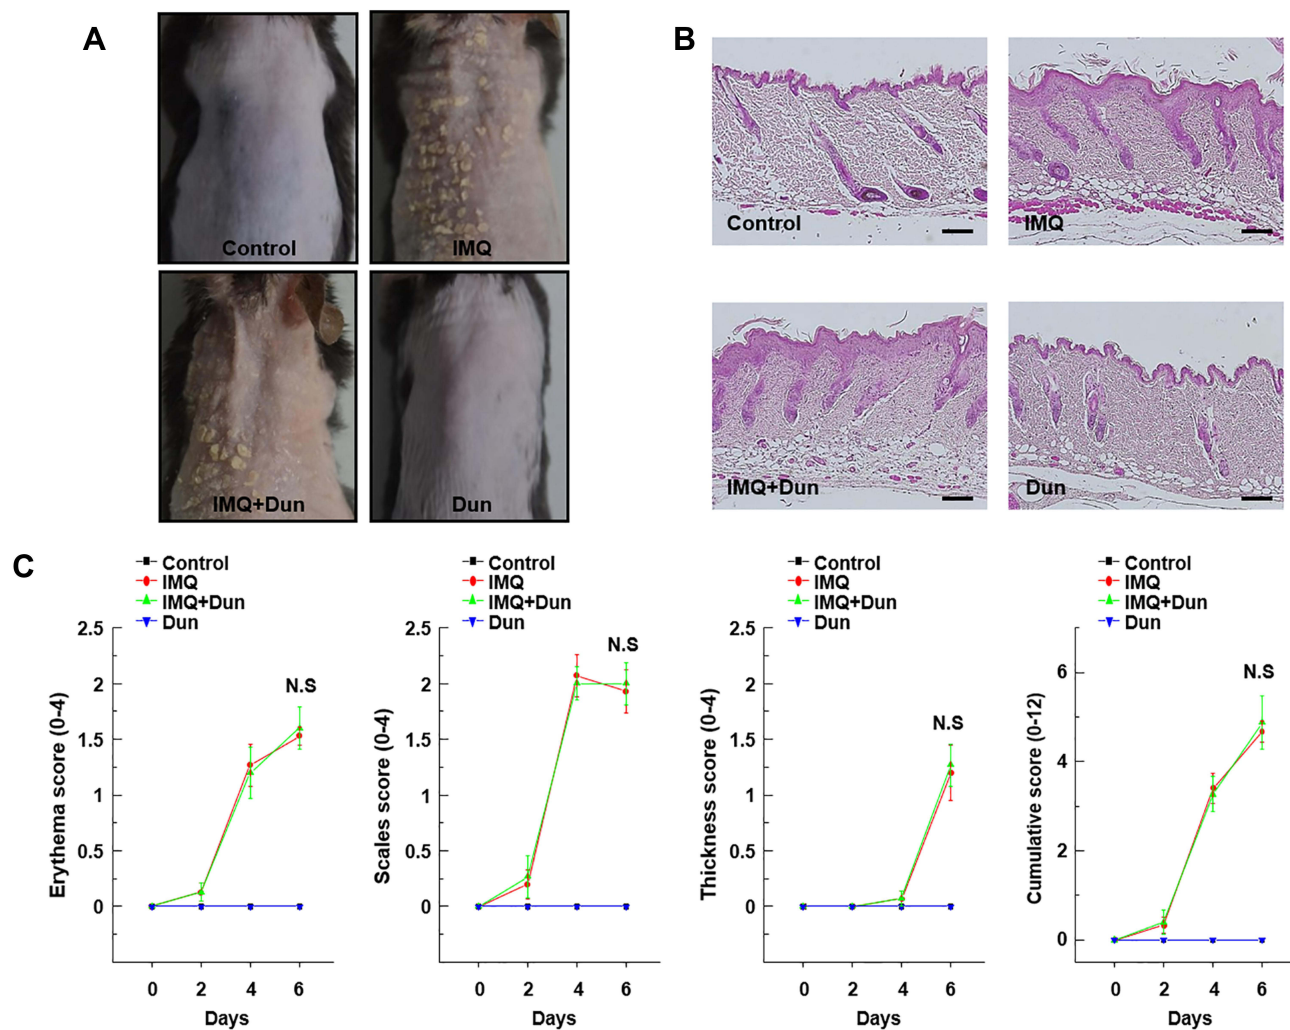 A
Control
IMQ
IMQ+Dun
Dun
B
Control
IMQ
IMQ+Dun
Dun
C
Control
IMQ
IMQ+Dun
Dun
Erythema score (0-4)
2.5
2
1.5
1
0.5
0
N.S
0 2 4 6
Days
Control
IMQ
IMQ+Dun
Dun
Scales score (0-4)
2.5
2
1.5
1
0.5
0
N.S
0 2 4 6
Days
Control
IMQ
IMQ+Dun
Dun
Thickness score (0-4)
2.5
2
1.5
1
0.5
0
N.S
0 2 4 6
Days
Control
IMQ
IMQ+Dun
Dun
Cumulative score (0-12)
6
4
2
0
N.S
0 2 4 6
Days